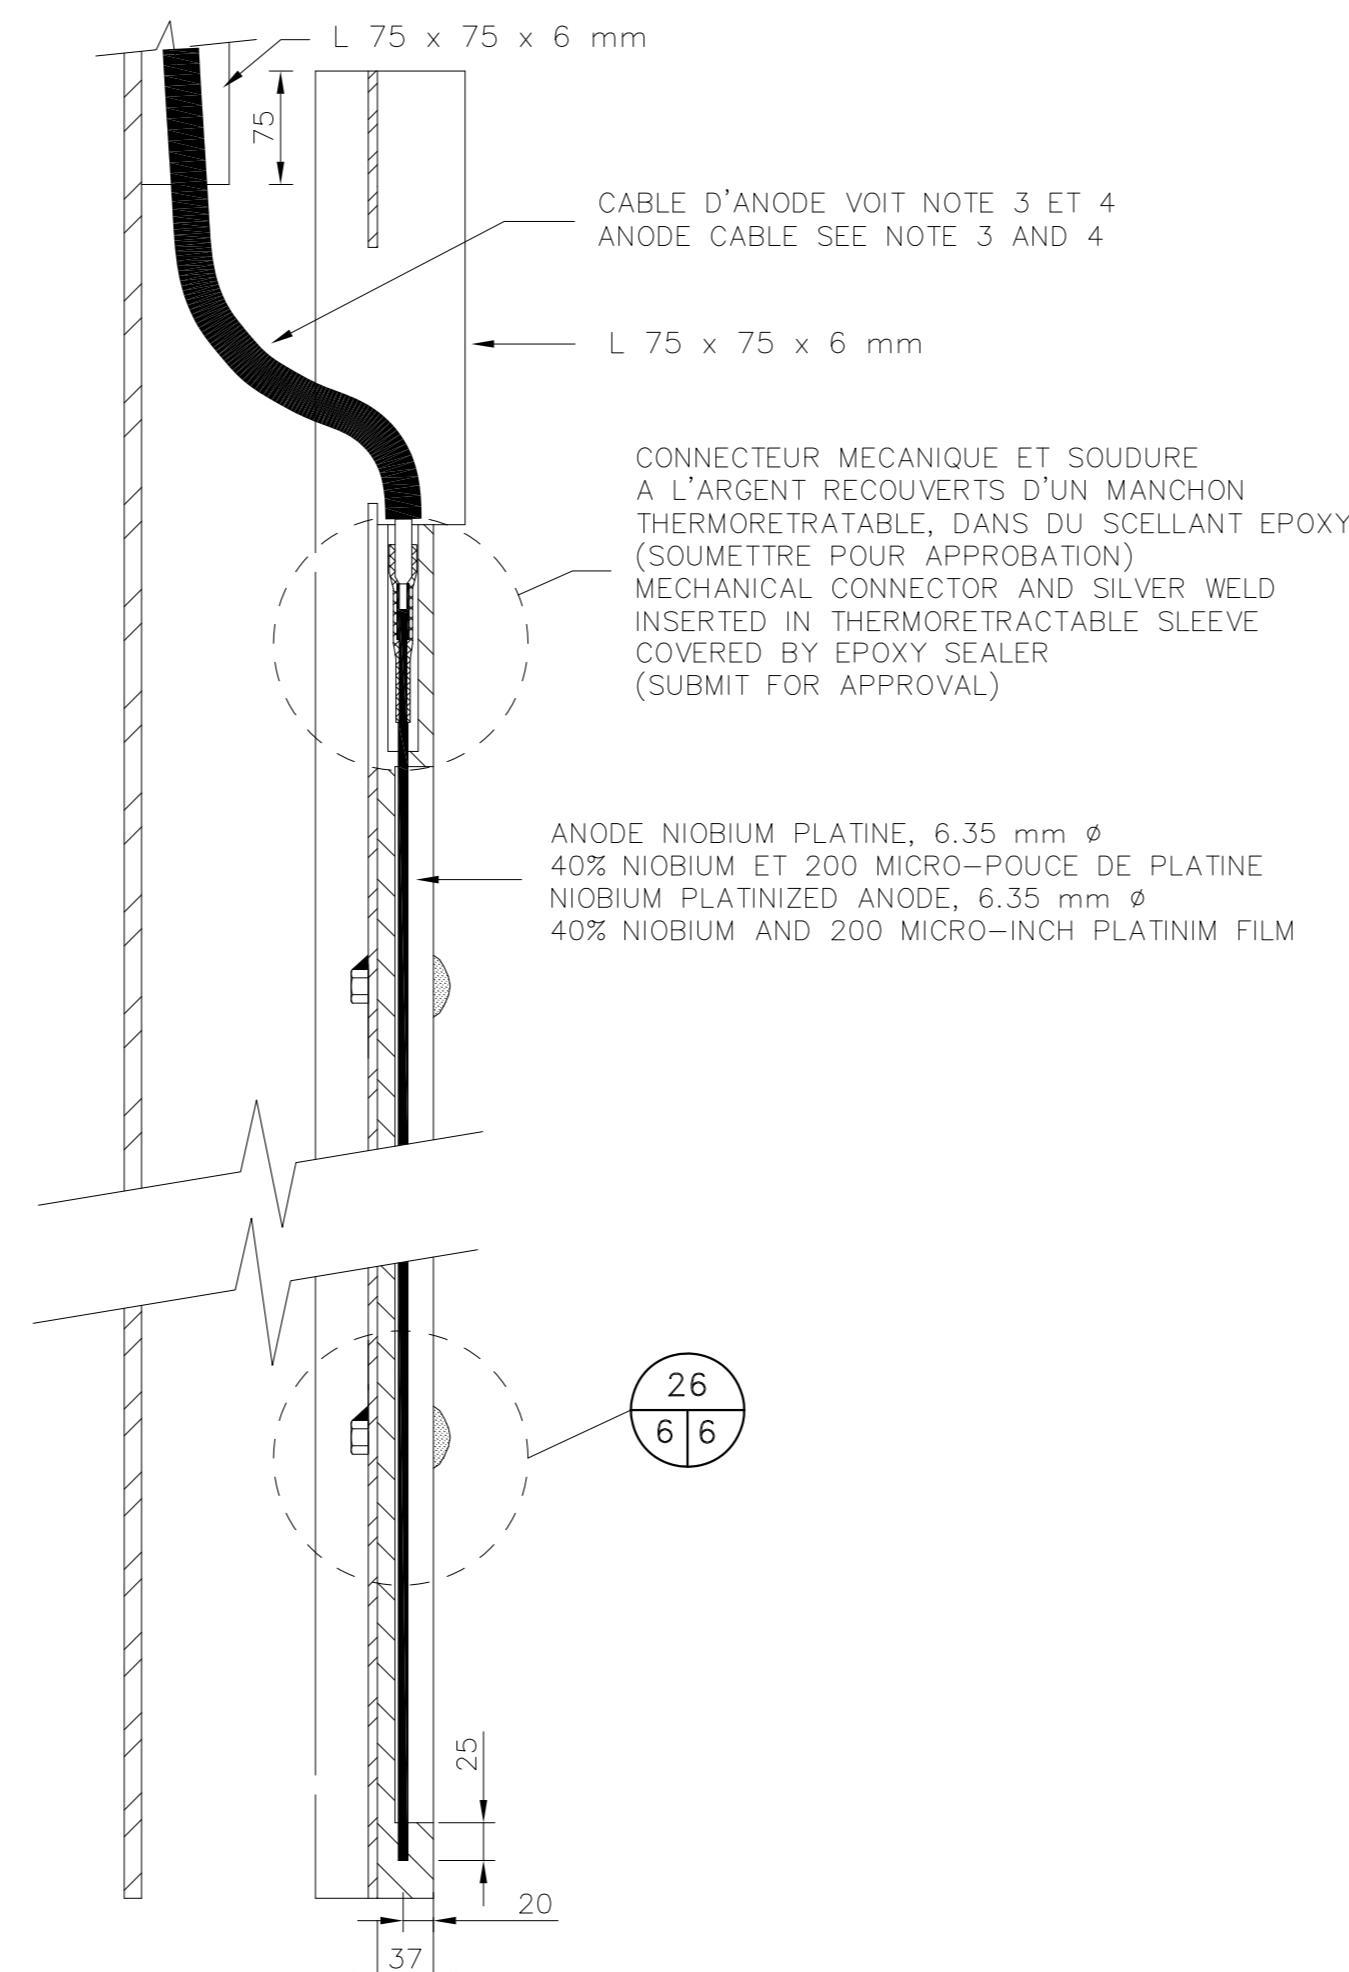 L 75 x 75 x 6 mm
75
CABLE D'ANODE VOIT NOTE 3 ET 4
ANODE CABLE SEE NOTE 3 AND 4
L 75 x 75 x 6 mm
CONNECTEUR MECANIQUE ET SOUDURE
A L'ARGENT RECOUVERTS D'UN MANCHON
THERMORETRATABLE, DANS DU SCELLANT EPOXY
(SOUMETTRE POUR APPROBATION)
MECHANICAL CONNECTOR AND SILVER WELD
INSERTED IN THERMORETRACTABLE SLEEVE
COVERED BY EPOXY SEALER
(SUBMIT FOR APPROVAL)
ANODE NIOBIUM PLATINE, 6.35 mm ø
40% NIOBIUM ET 200 MICRO-POUCE DE PLATINE
NIOBIUM PLATINIZED ANODE, 6.35 mm ø
40% NIOBIUM AND 200 MICRO-INCH PLATINIM FILM
26
6 6
25
20
37